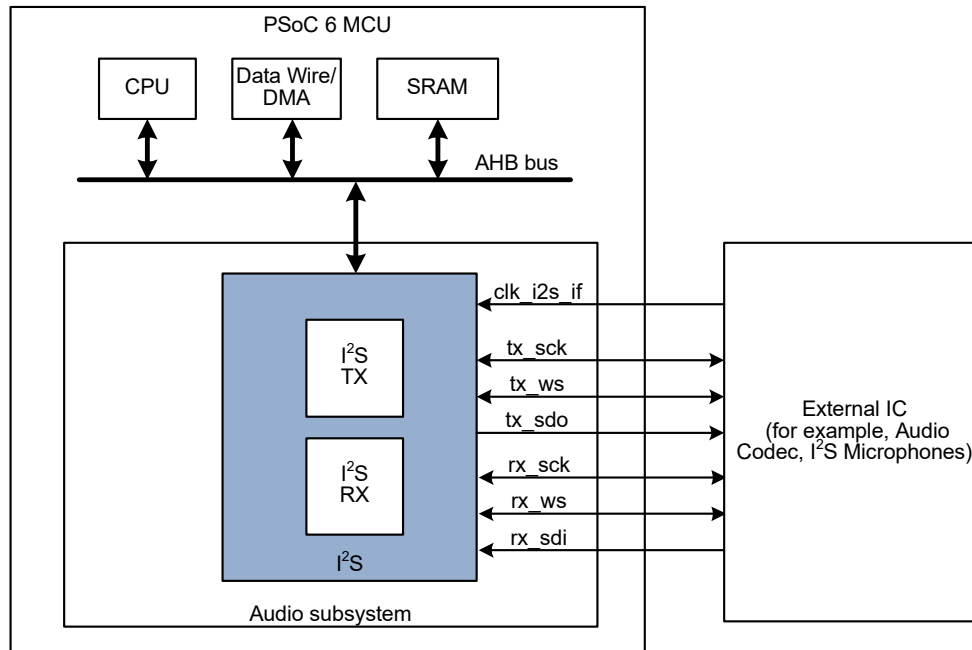 PSoC 6 MCU
CPU
Data Wire/
DMA
SRAM
AHB bus
clk_i2s_if
tx_sck
tx_ws
tx_sdo
rx_sck
rx_ws
rx_sdi
I²S
TX
I²S
RX
I²S
Audio subsystem
External IC
(for example, Audio
Codec, I²S Microphones)